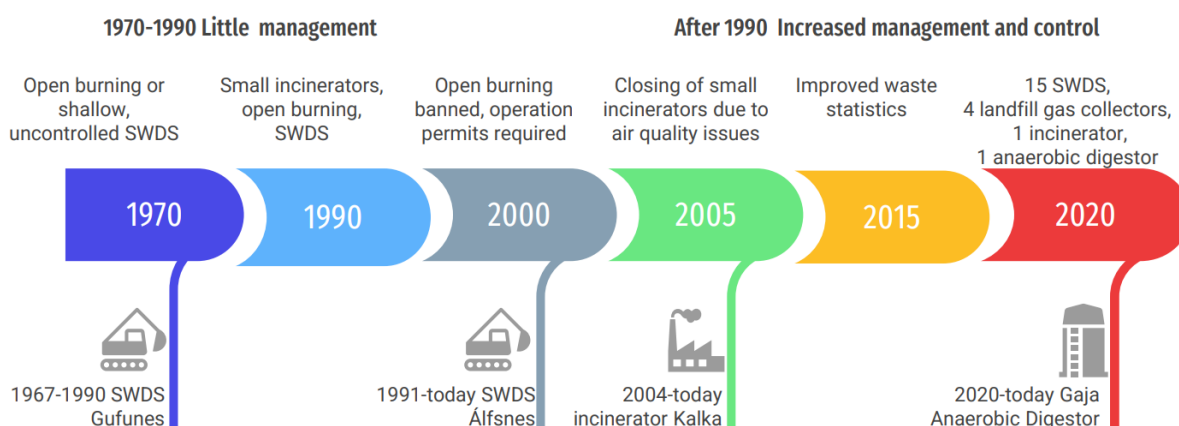 1970-1990 Little management
After 1990 Increased management and control
Open burning or
shallow,
uncontrolled SWDS
Small incinerators,
open burning,
SWDS
Open burning
banned, operation
permits required
Closing of small
incinerators due to
air quality issues
Improved waste
statistics
15 SWDS,
4 landfill gas collectors,
1 incinerator,
1 anaerobic digestor
1970
1990
2000
2005
2015
2020
1967-1990 SWDS
Gufunes
1991-today SWDS
Álfsnes
2004-today
incinerator Kalka
2020-today Gaja
Anaerobic Digestor